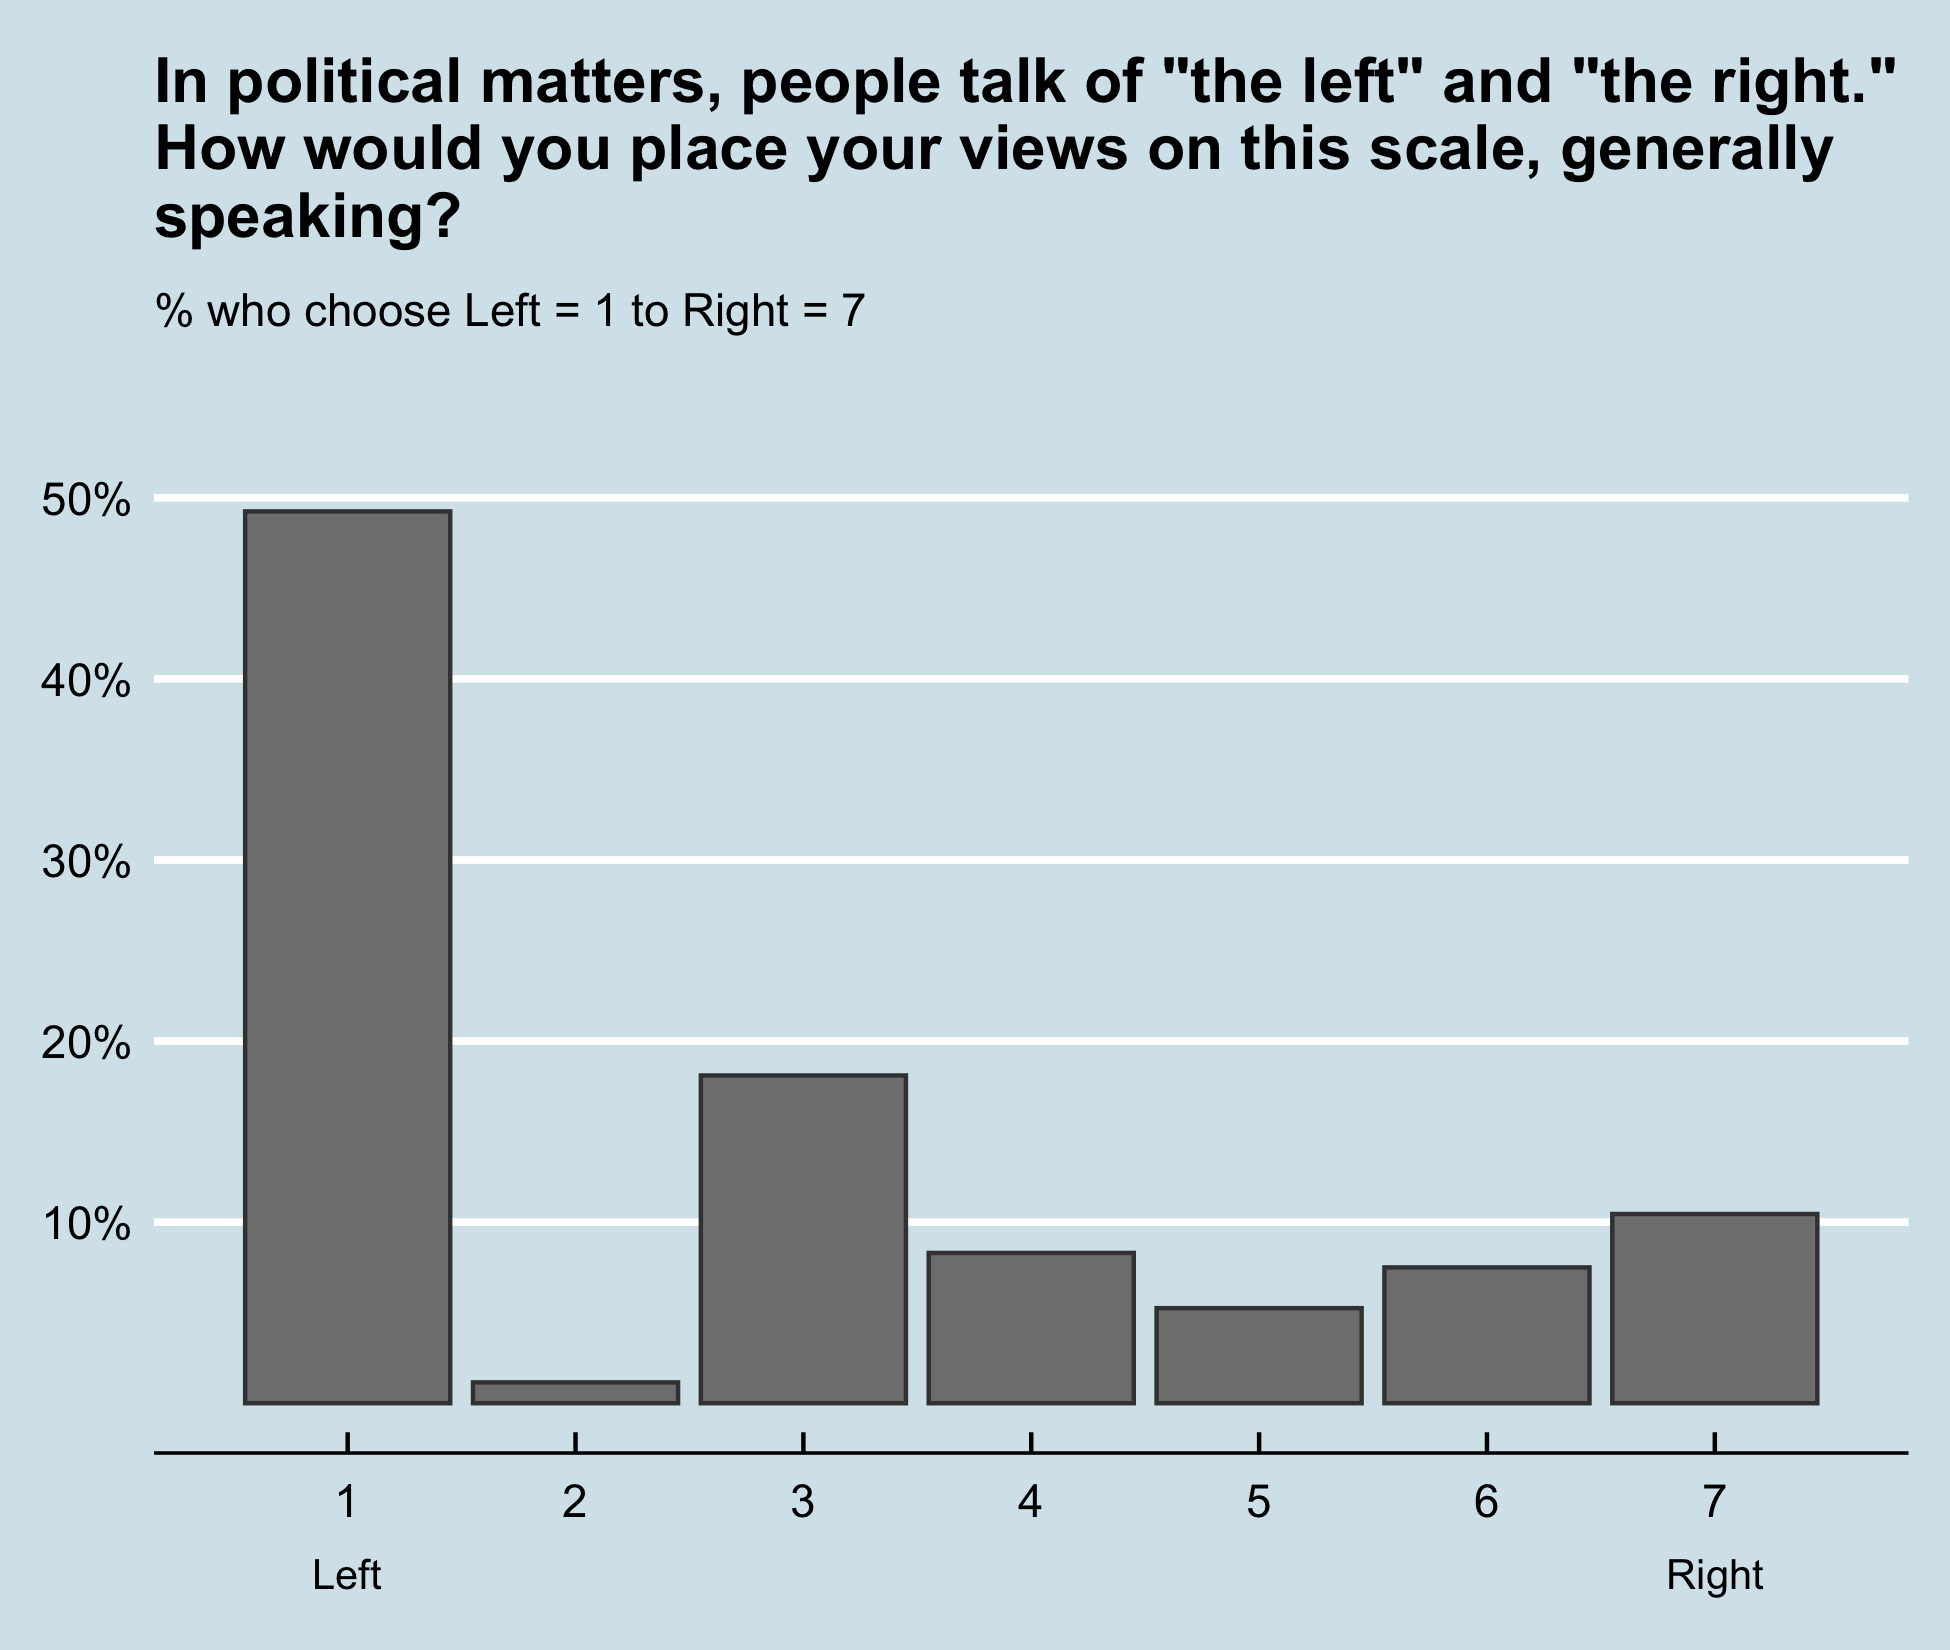 In political matters, people talk of "the left" and "the right."
How would you place your views on this scale, generally
speaking?
% who choose Left = 1 to Right = 7
50%
40%
30%
20%
10%
1 2 3 4 5 6 7
Left Right